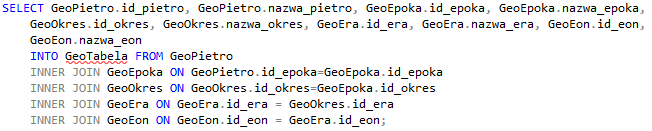 SELECT GeoPietro.id_pietro, GeoPietro.nazwa_pietro, GeoEpoka.id_epoka, GeoEpoka.nazwa_epoka,
GeoOkres.id_okres, GeoOkres.nazwa_okres, GeoEra.id_era, GeoEra.nazwa_era, GeoEon.id_eon,
GeoEon.nazwa_eon
INTO GeoTabela FROM GeoPietro
INNER JOIN GeoEpoka ON GeoPietro.id_epoka=GeoEpoka.id_epoka
INNER JOIN GeoOkres ON GeoOkres.id_okres=GeoEpoka.id_okres
INNER JOIN GeoEra ON GeoEra.id_era = GeoOkres.id_era
INNER JOIN GeoEon ON GeoEon.id_eon = GeoEra.id_eon;